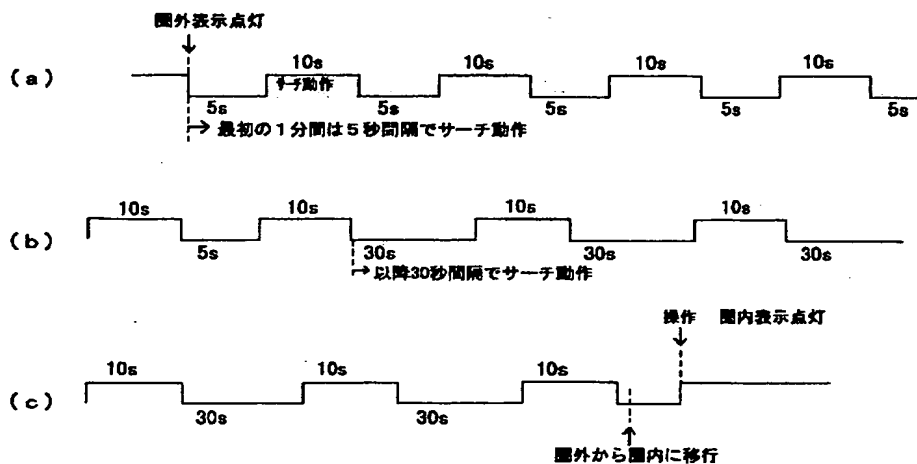 圏外表示点灯
(a)
10s 10s 10s 10s
サーチ動作
5s 5s 5s 5s 5s
最初の1分間は5秒間隔でサーチ動作
(b)
10s 10s 10s 10s
5s 30s 30s 30s
以降30秒間隔でサーチ動作
操作 圏内表示点灯
(c)
10s 10s 10s
30s 30s
圏外から圏内に移行